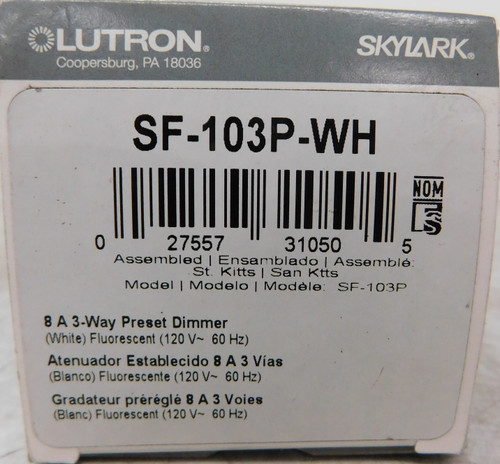 LUTRON®
SKYLARK®
Coopersburg, PA 18036
SF-103P-WH
NOM
0 27557 31050 5
Assembled | Ensamblado | Assemblé:
St. Kitts | San Ktts
Model | Modelo | Modèle: SF-103P
8 A 3-Way Preset Dimmer
(White) Fluorescent (120 V~ 60 Hz)
Atenuador Establecido 8 A 3 Vías
(Blanco) Fluorescente (120 V~ 60 Hz)
Gradateur préréglé 8 A 3 Voies
(Blanc) Fluorescent (120 V~ 60 Hz)